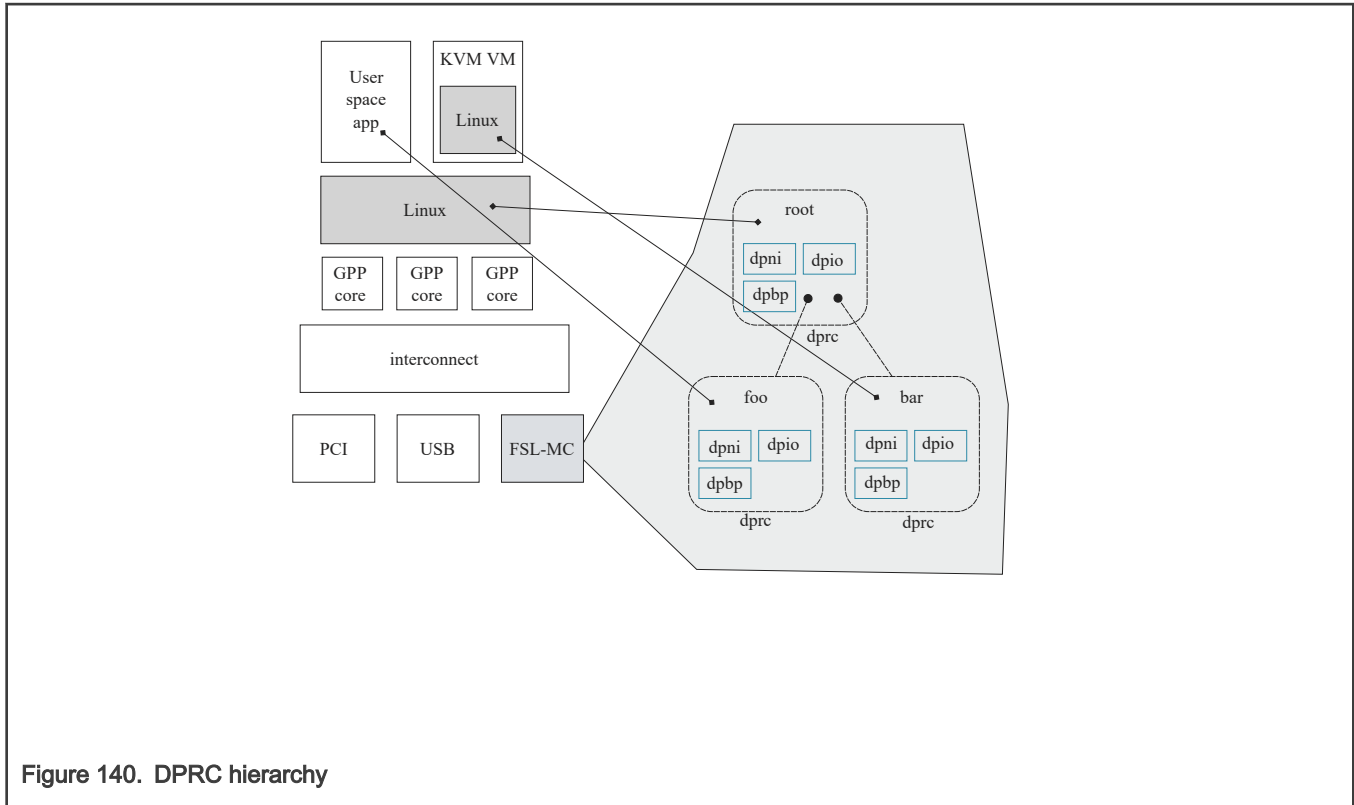 User
space
app
KVM VM
Linux
Linux
GPP
core
GPP
core
GPP
core
interconnect
PCI
USB
FSL-MC
root
dpni
dpio
dpbp
dprc
foo
dpni
dpio
dpbp
dprc
bar
dpni
dpio
dpbp
dprc
Figure 140. DPRC hierarchy